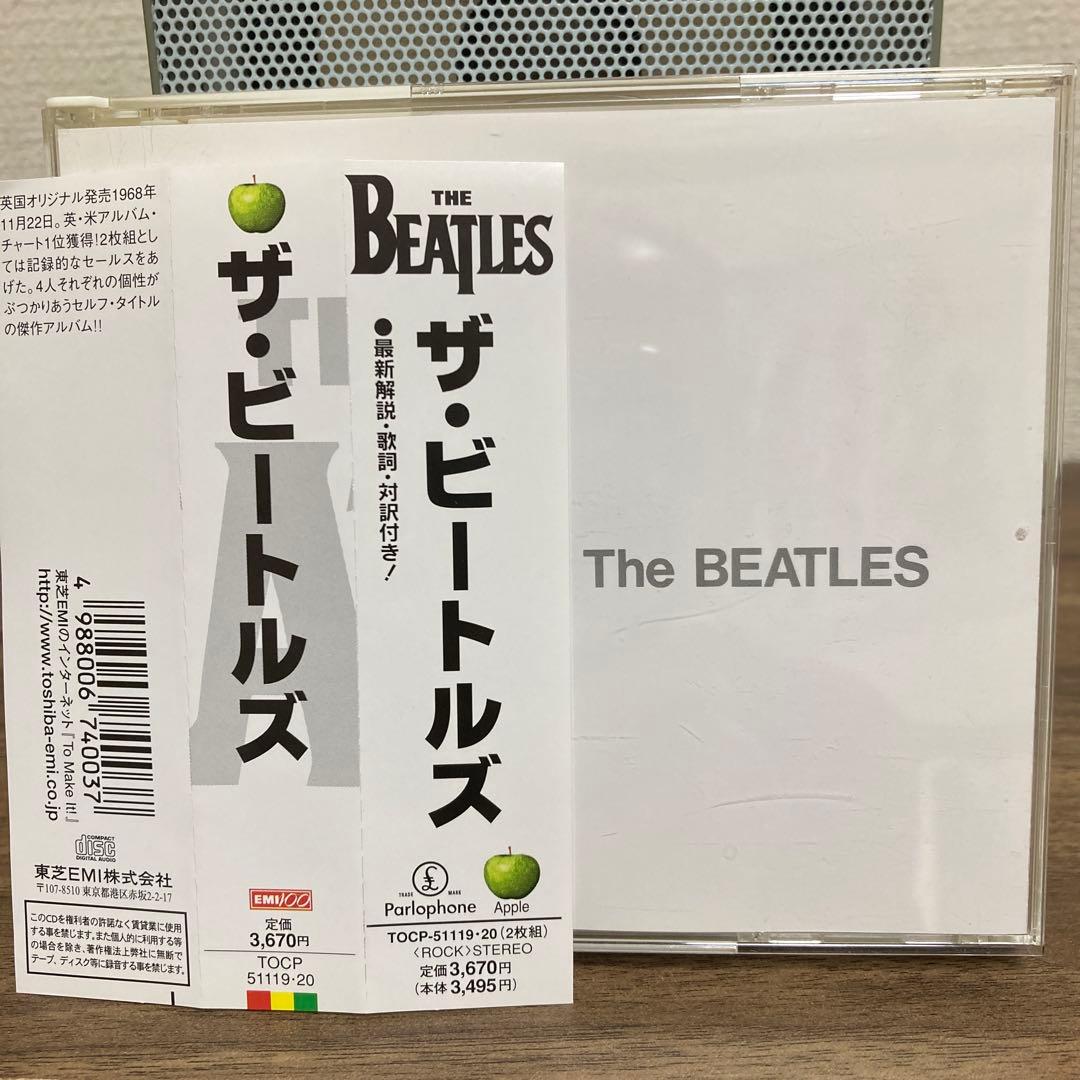 英国オリジナル発売1968年
11月22日。英・米アルバム・
チャート1位獲得!2枚組とし
ては記録的なセールスをあ
げた。4人それぞれの個性が
ぶつかりあうセルフ・タイトル
の傑作アルバム!!
4 988006 740037
東芝EMIのインターネット『To Make It!』
http://www.toshiba-emi.co.jp
COMPACT
disc
DIGITAL AUDIO
東芝EMI株式会社
〒107-8510 東京都港区赤坂2-2-17
このCDを権利者の許諾なく賃貸業に使用
する事を禁じます。また個人的に利用する等
の場合を除き、著作権法上弊社に無断で
テープ、ディスク等に録音する事を禁じます。
ザ・ビートルズ
EMI100
定価
3,670円
TOCP
51119・20
THE
BEATLES
ザ・ビートルズ
●最新解説・歌詞・対訳付き!
TRADE MARK
Parlophone
Apple
TOCP-51119・20(2枚組)
〈ROCK〉STEREO
定価3,670円
(本体3,495円)
The BEATLES